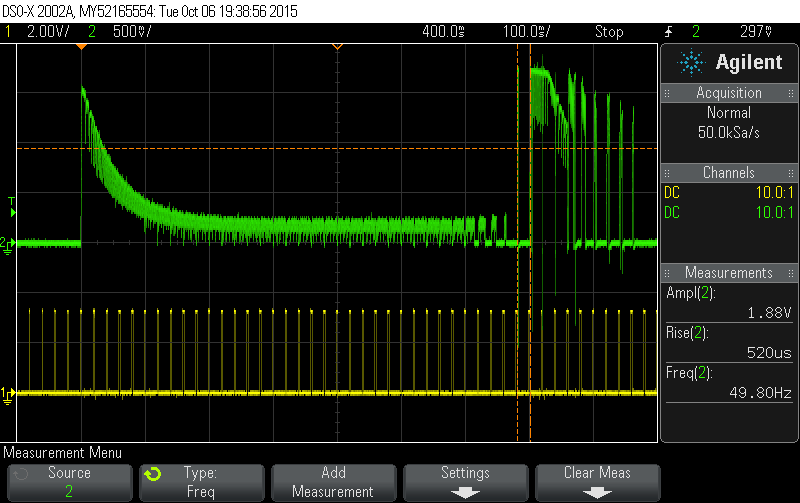 DSO-X 2002A, MY52165554: Tue Oct 06 19:38:56 2015
1 2.00V/ 2 500mV/ 400.0ms 100.0ms/ Stop 2 297mV
Agilent
Acquisition
Normal
50.0kSa/s
Channels
DC 10.0:1
DC 10.0:1
Measurements
Ampl(2):
1.88V
Rise(2):
520us
Freq(2):
49.80Hz
T
2
1
Measurement Menu
Source
2
Type:
Freq
Add
Measurement
Settings
Clear Meas